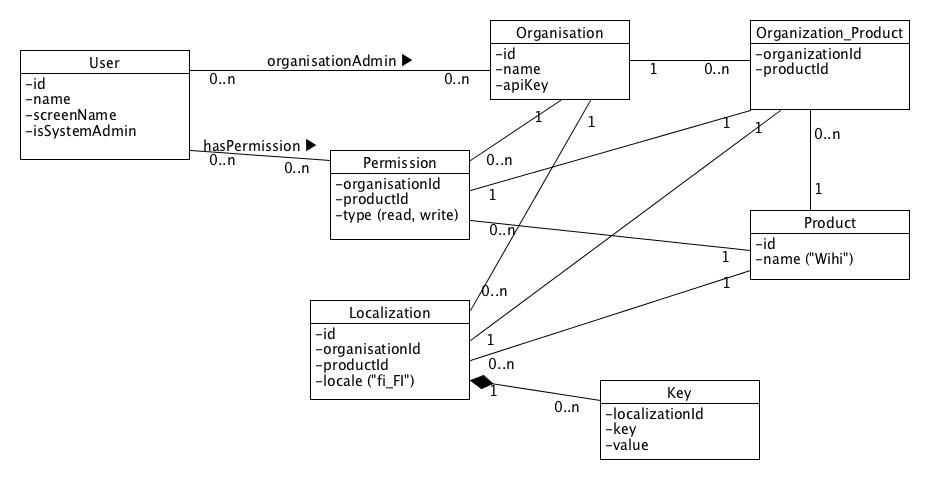 User
-id
-name
-screenName
-isSystemAdmin
organisationAdmin ▶
0..n
0..n
Organisation
-id
-name
-apiKey
1
0..n
Organization_Product
-organizationId
-productId
hasPermission ▶
0..n
0..n
Permission
-organisationId
-productId
-type (read, write)
1
0..n
1
1
1
1
0..n
1
0..n
1
Product
-id
-name ("Wihi")
1
0..n
Localization
-id
-organisationId
-productId
-locale ("fi_FI")
1
0..n
1
0..n
Key
-localizationId
-key
-value